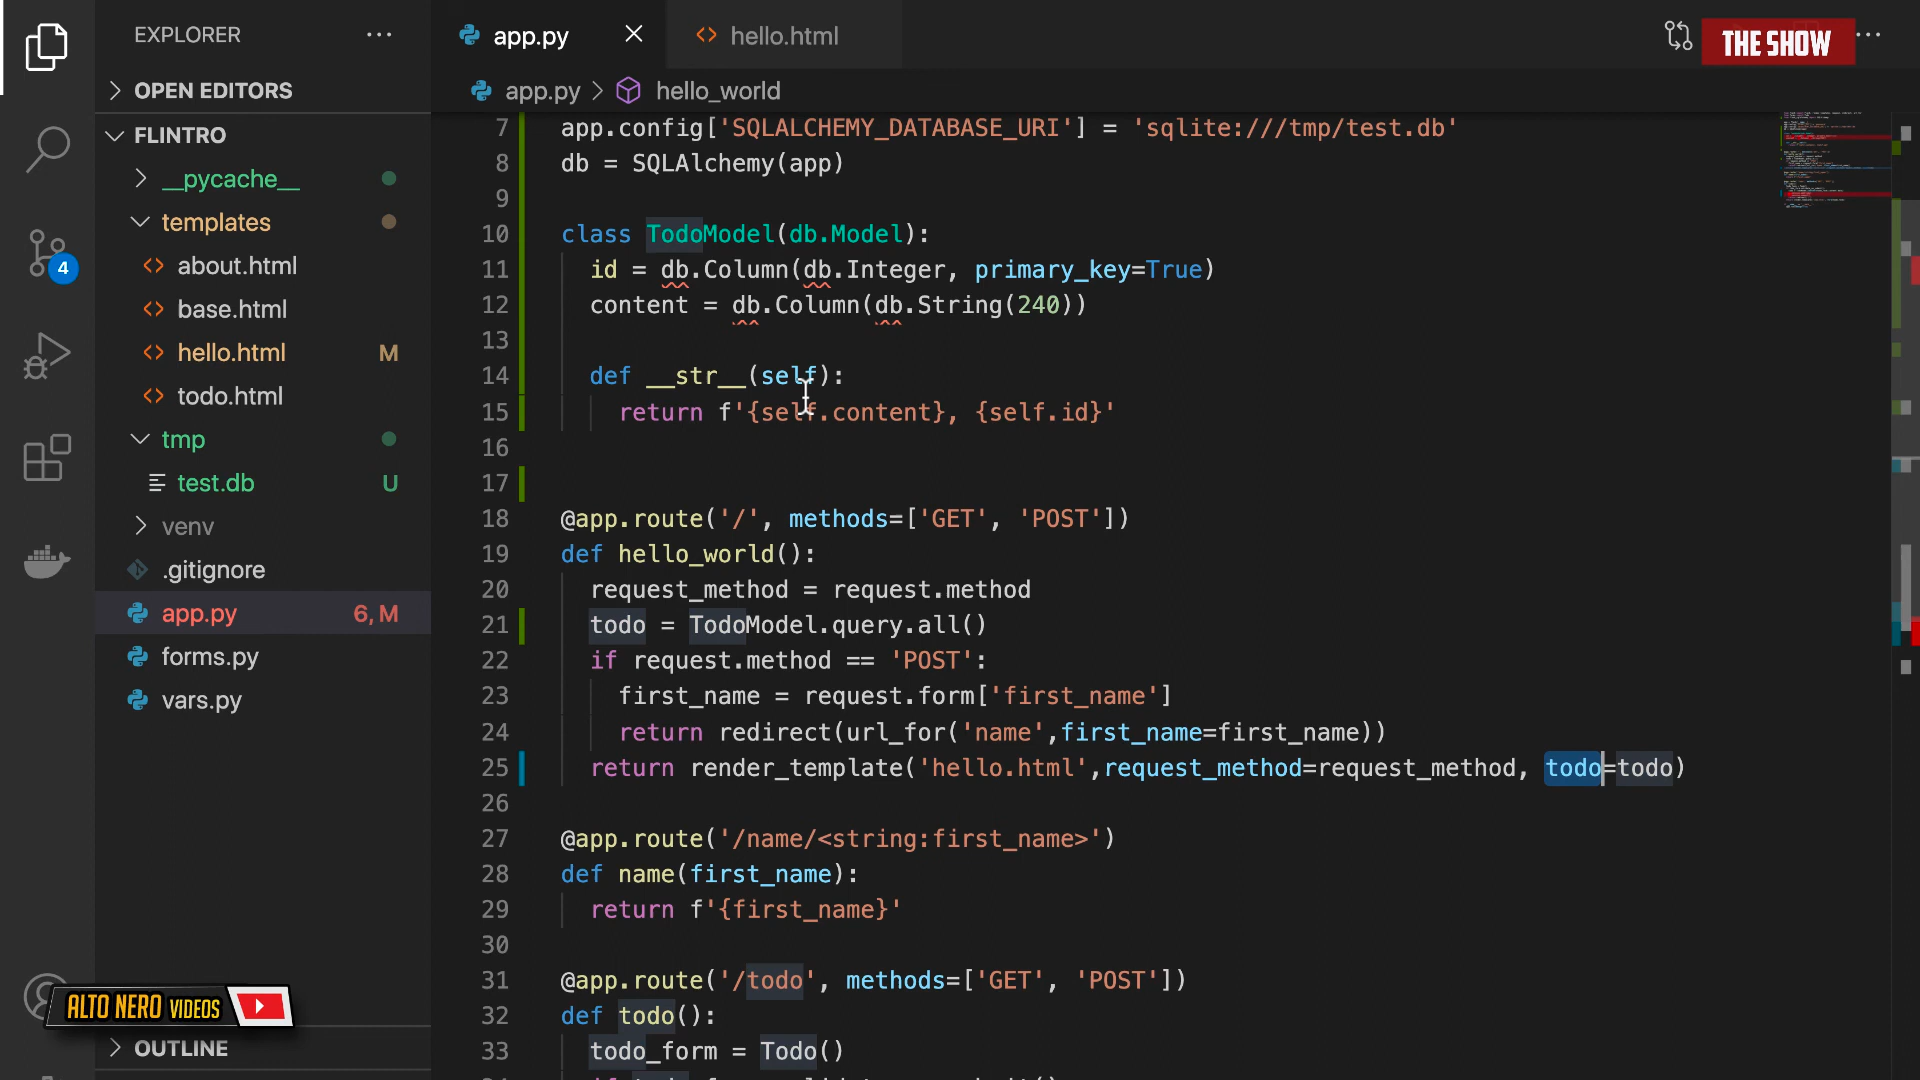 EXPLORER
OPEN EDITORS
FLINTRO
__pycache__
templates
about.html
base.html
hello.html M
todo.html
tmp
test.db U
venv
.gitignore
app.py 6, M
forms.py
vars.py
OUTLINE
4
ALTO NERO VIDEOS
app.py
hello.html
THE SHOW
app.py > hello_world
7 app.config['SQLALCHEMY_DATABASE_URI'] = 'sqlite:///tmp/test.db'
8 db = SQLAlchemy(app)
9
10 class TodoModel(db.Model):
11 id = db.Column(db.Integer, primary_key=True)
12 content = db.Column(db.String(240))
13
14 def __str__(self):
15 return f'{self.content}, {self.id}'
16
17
18 @app.route('/', methods=['GET', 'POST'])
19 def hello_world():
20 request_method = request.method
21 todo = TodoModel.query.all()
22 if request.method == 'POST':
23 first_name = request.form['first_name']
24 return redirect(url_for('name',first_name=first_name))
25 return render_template('hello.html',request_method=request_method, todo=todo)
26
27 @app.route('/name/<string:first_name>')
28 def name(first_name):
29 return f'{first_name}'
30
31 @app.route('/todo', methods=['GET', 'POST'])
32 def todo():
33 todo_form = Todo()